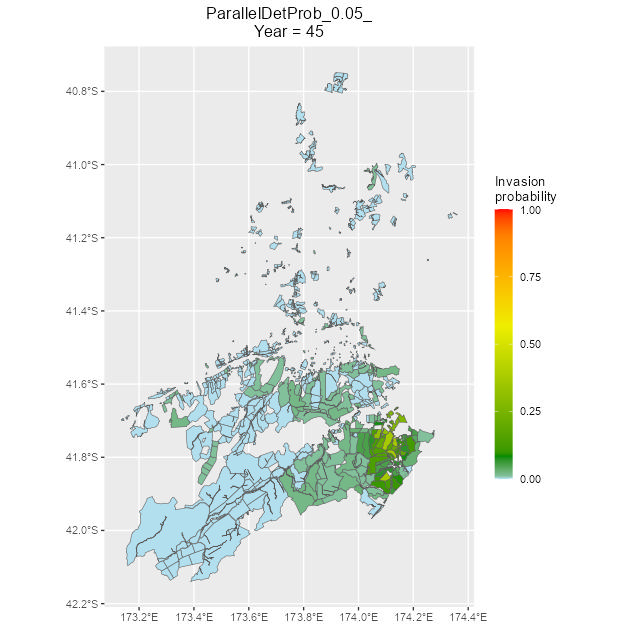 ParallelDetProb_0.05_
Year = 45
40.8°S
41.0°S
41.2°S
41.4°S
41.6°S
41.8°S
42.0°S
42.2°S
173.2°E 173.4°E 173.6°E 173.8°E 174.0°E 174.2°E 174.4°E
Invasion
probability
1.00
0.75
0.50
0.25
0.00